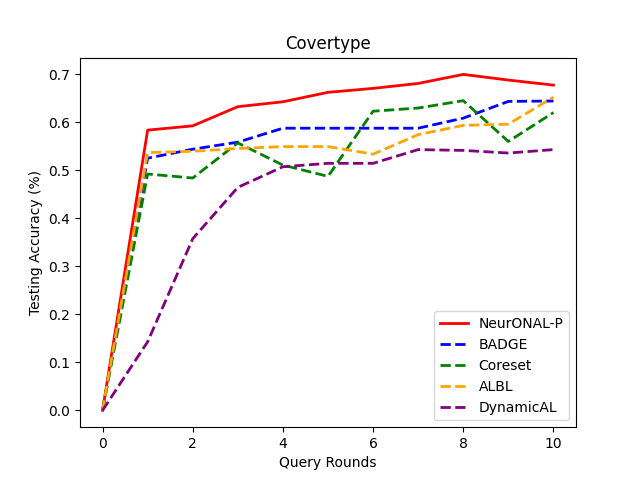 Covertype
Testing Accuracy (%)
0.7
0.6
0.5
0.4
0.3
0.2
0.1
0.0
NeurONAL-P
BADGE
Coreset
ALBL
DynamicAL
0 2 4 6 8 10
Query Rounds